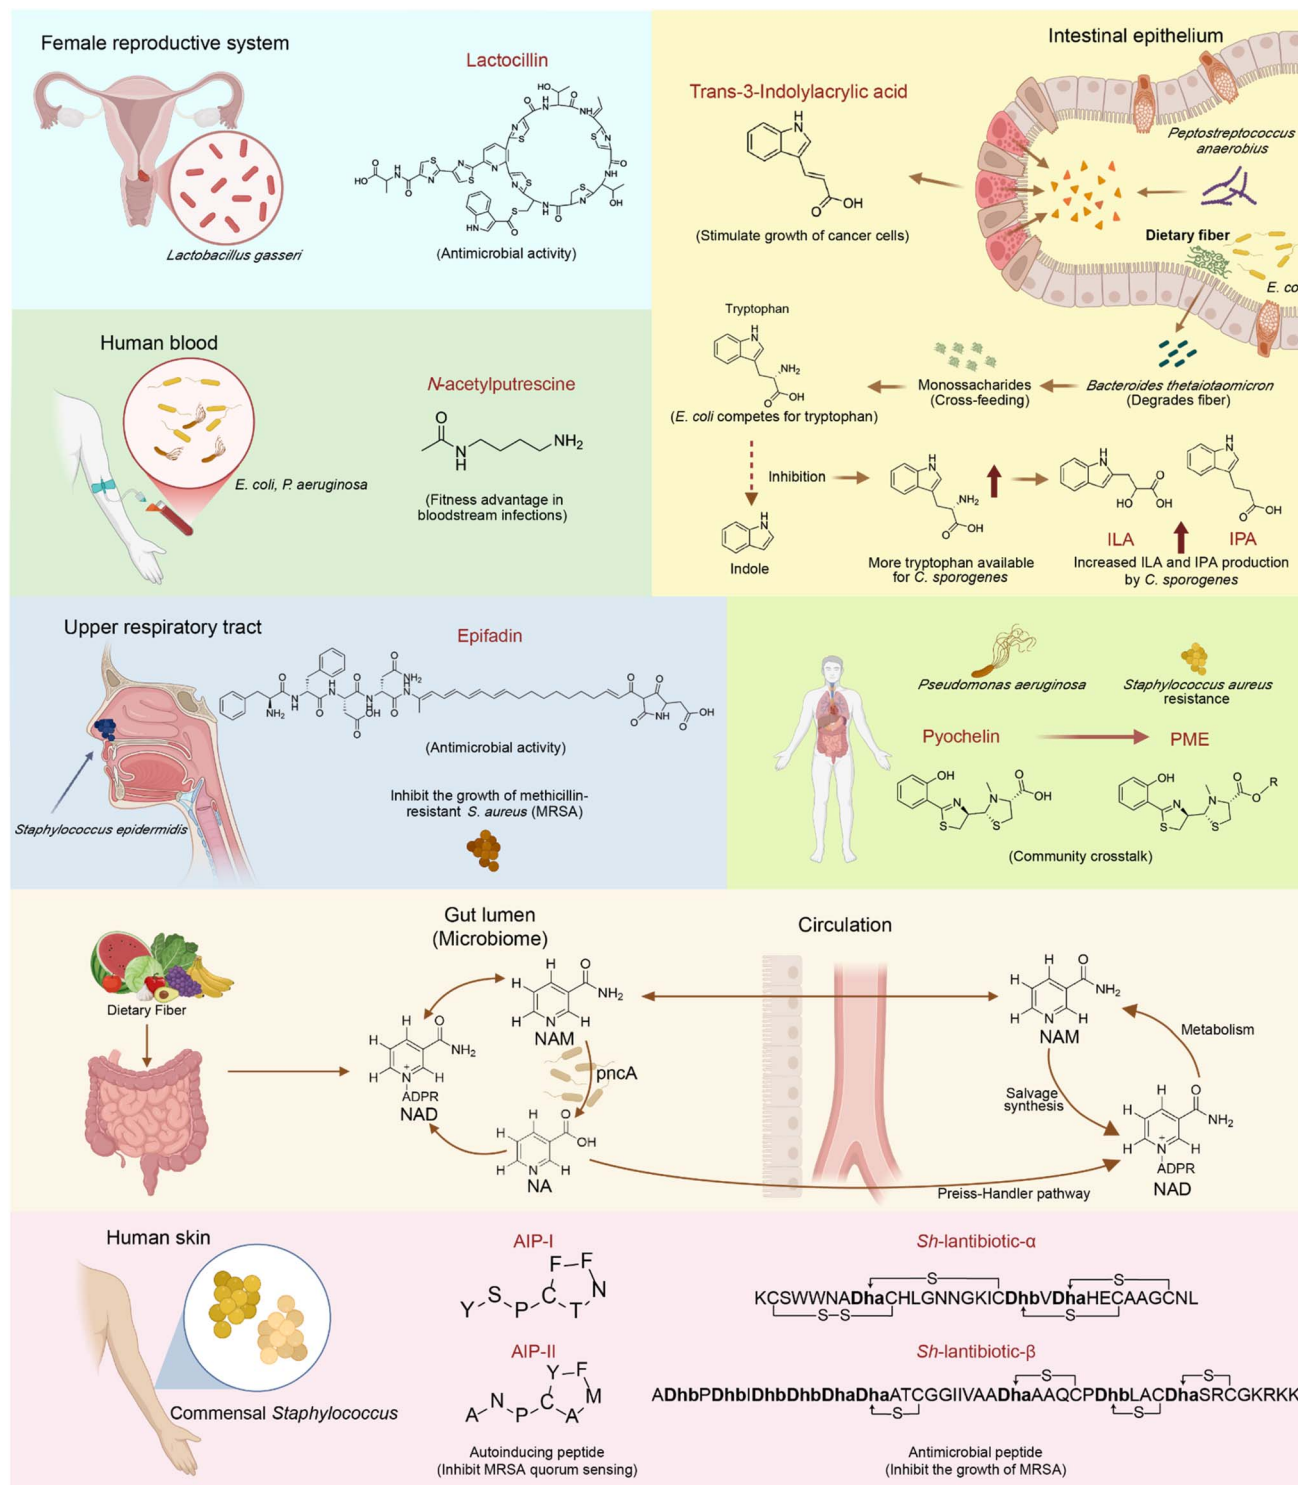 Female reproductive system
Lactocillin
Lactobacillus gasseri
(Antimicrobial activity)
Intestinal epithelium
Trans-3-Indolylacrylic acid
(Stimulate growth of cancer cells)
Peptostreptococcus
anaerobius
Dietary fiber
E. co
Tryptophan
(E. coli competes for tryptophan)
Monossacharides
(Cross-feeding)
Bacteroides thetaiotaomicron
(Degrades fiber)
Inhibition
Indole
More tryptophan available
for C. sporogenes
ILA
IPA
Increased ILA and IPA production
by C. sporogenes
Human blood
E. coli, P. aeruginosa
N-acetylputrescine
(Fitness advantage in
bloodstream infections)
Upper respiratory tract
Staphylococcus epidermidis
Epifadin
(Antimicrobial activity)
Inhibit the growth of methicillin-
resistant S. aureus (MRSA)
Pseudomonas aeruginosa
Staphylococcus aureus
resistance
Pyochelin
PME
(Community crosstalk)
Dietary Fiber
Gut lumen
(Microbiome)
NAM
NAD
pncA
NA
Circulation
NAM
Metabolism
Salvage
synthesis
NAD
Preiss-Handler pathway
Human skin
Commensal Staphylococcus
AIP-I
Y S P C F F N T
AIP-II
A N P C Y F M A
Autoinducing peptide
(Inhibit MRSA quorum sensing)
Sh-lantibiotic-α
KCSWWNADhaCHLGNNGKICDhbVDhaHECAAGCNL
Sh-lantibiotic-β
ADhbPDhbIDhbDhbDhaDhaATCGGIIVAADhaAAQCPDhbLACDhaSRCGKRKK
Antimicrobial peptide
(Inhibit the growth of MRSA)